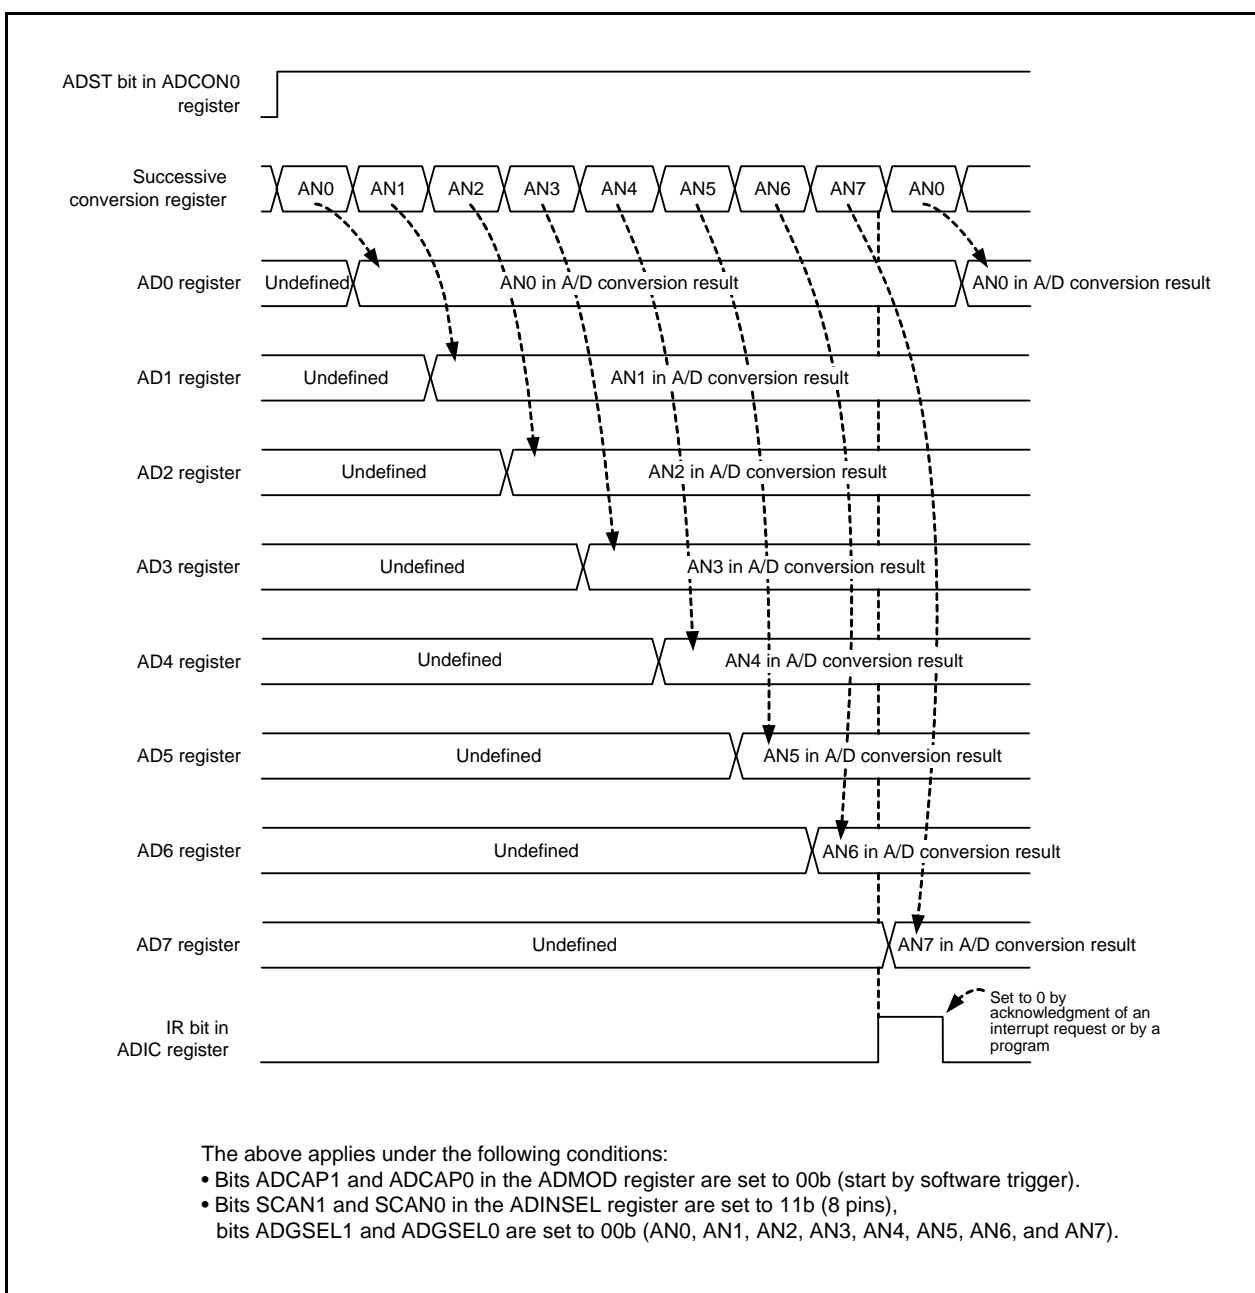 ADST bit in ADCON0
register
Successive
conversion register
AN0 AN1 AN2 AN3 AN4 AN5 AN6 AN7 AN0
AD0 register
Undefined
AN0 in A/D conversion result
AN0 in A/D conversion result
AD1 register
Undefined
AN1 in A/D conversion result
AD2 register
Undefined
AN2 in A/D conversion result
AD3 register
Undefined
AN3 in A/D conversion result
AD4 register
Undefined
AN4 in A/D conversion result
AD5 register
Undefined
AN5 in A/D conversion result
AD6 register
Undefined
AN6 in A/D conversion result
AD7 register
Undefined
AN7 in A/D conversion result
IR bit in
ADIC register
Set to 0 by
acknowledgment of an
interrupt request or by a
program
The above applies under the following conditions:
• Bits ADCAP1 and ADCAP0 in the ADMOD register are set to 00b (start by software trigger).
• Bits SCAN1 and SCAN0 in the ADINSEL register are set to 11b (8 pins),
bits ADGSEL1 and ADGSEL0 are set to 00b (AN0, AN1, AN2, AN3, AN4, AN5, AN6, and AN7).